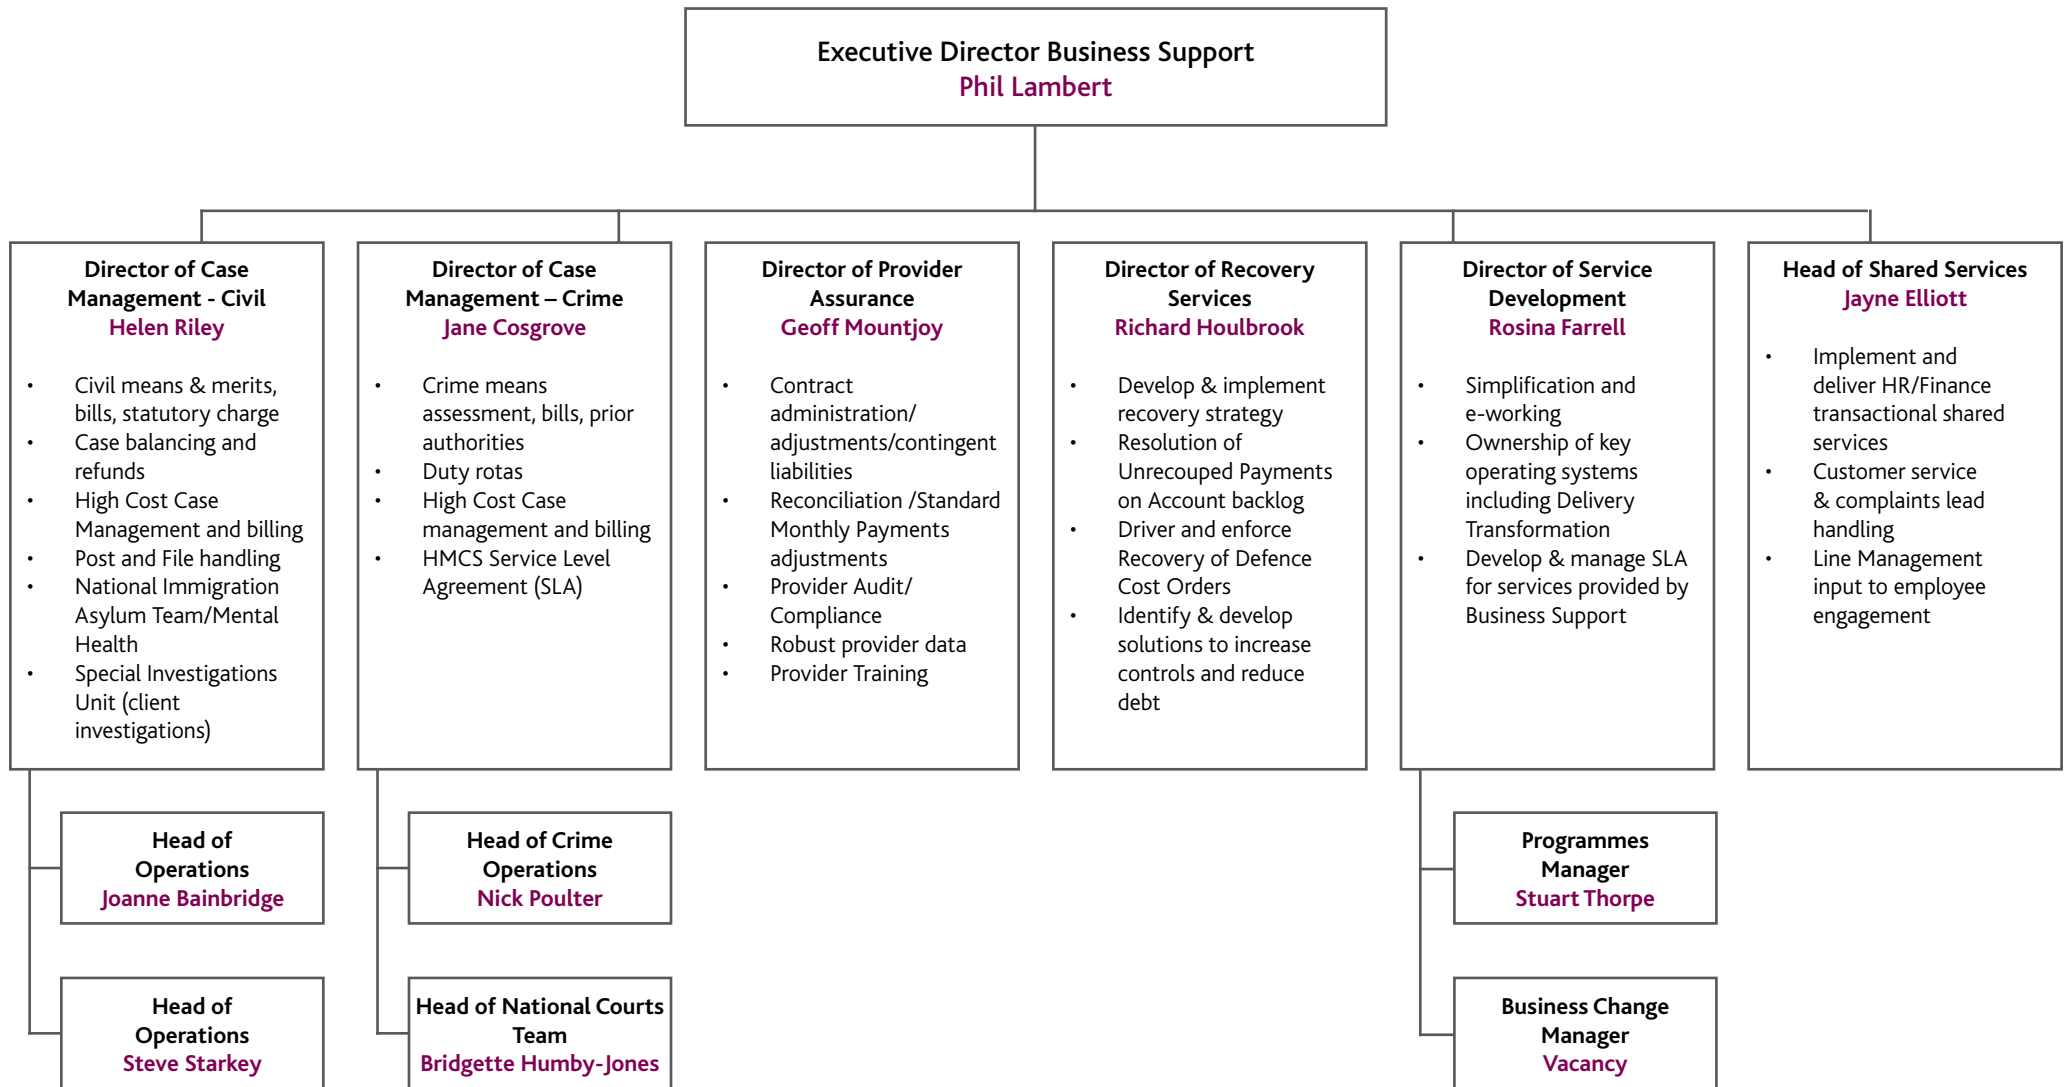 Executive Director Business Support
Phil Lambert
Director of Case
Management - Civil
Helen Riley
• Civil means & merits,
bills, statutory charge
• Case balancing and
refunds
• High Cost Case
Management and billing
• Post and File handling
• National Immigration
Asylum Team/Mental
Health
• Special Investigations
Unit (client
investigations)
Director of Case
Management – Crime
Jane Cosgrove
• Crime means
assessment, bills, prior
authorities
• Duty rotas
• High Cost Case
management and billing
• HMCS Service Level
Agreement (SLA)
Director of Provider
Assurance
Geoff Mountjoy
• Contract
administration/
adjustments/contingent
liabilities
• Reconciliation /Standard
Monthly Payments
adjustments
• Provider Audit/
Compliance
• Robust provider data
• Provider Training
Director of Recovery
Services
Richard Houlbrook
• Develop & implement
recovery strategy
• Resolution of
Unrecouped Payments
on Account backlog
• Driver and enforce
Recovery of Defence
Cost Orders
• Identify & develop
solutions to increase
controls and reduce
debt
Director of Service
Development
Rosina Farrell
• Simplification and
e-working
• Ownership of key
operating systems
including Delivery
Transformation
• Develop & manage SLA
for services provided by
Business Support
Head of Shared Services
Jayne Elliott
• Implement and
deliver HR/Finance
transactional shared
services
• Customer service
& complaints lead
handling
• Line Management
input to employee
engagement
Head of
Operations
Joanne Bainbridge
Head of Crime
Operations
Nick Poulter
Programmes
Manager
Stuart Thorpe
Head of
Operations
Steve Starkey
Head of National Courts
Team
Bridgette Humby-Jones
Business Change
Manager
Vacancy